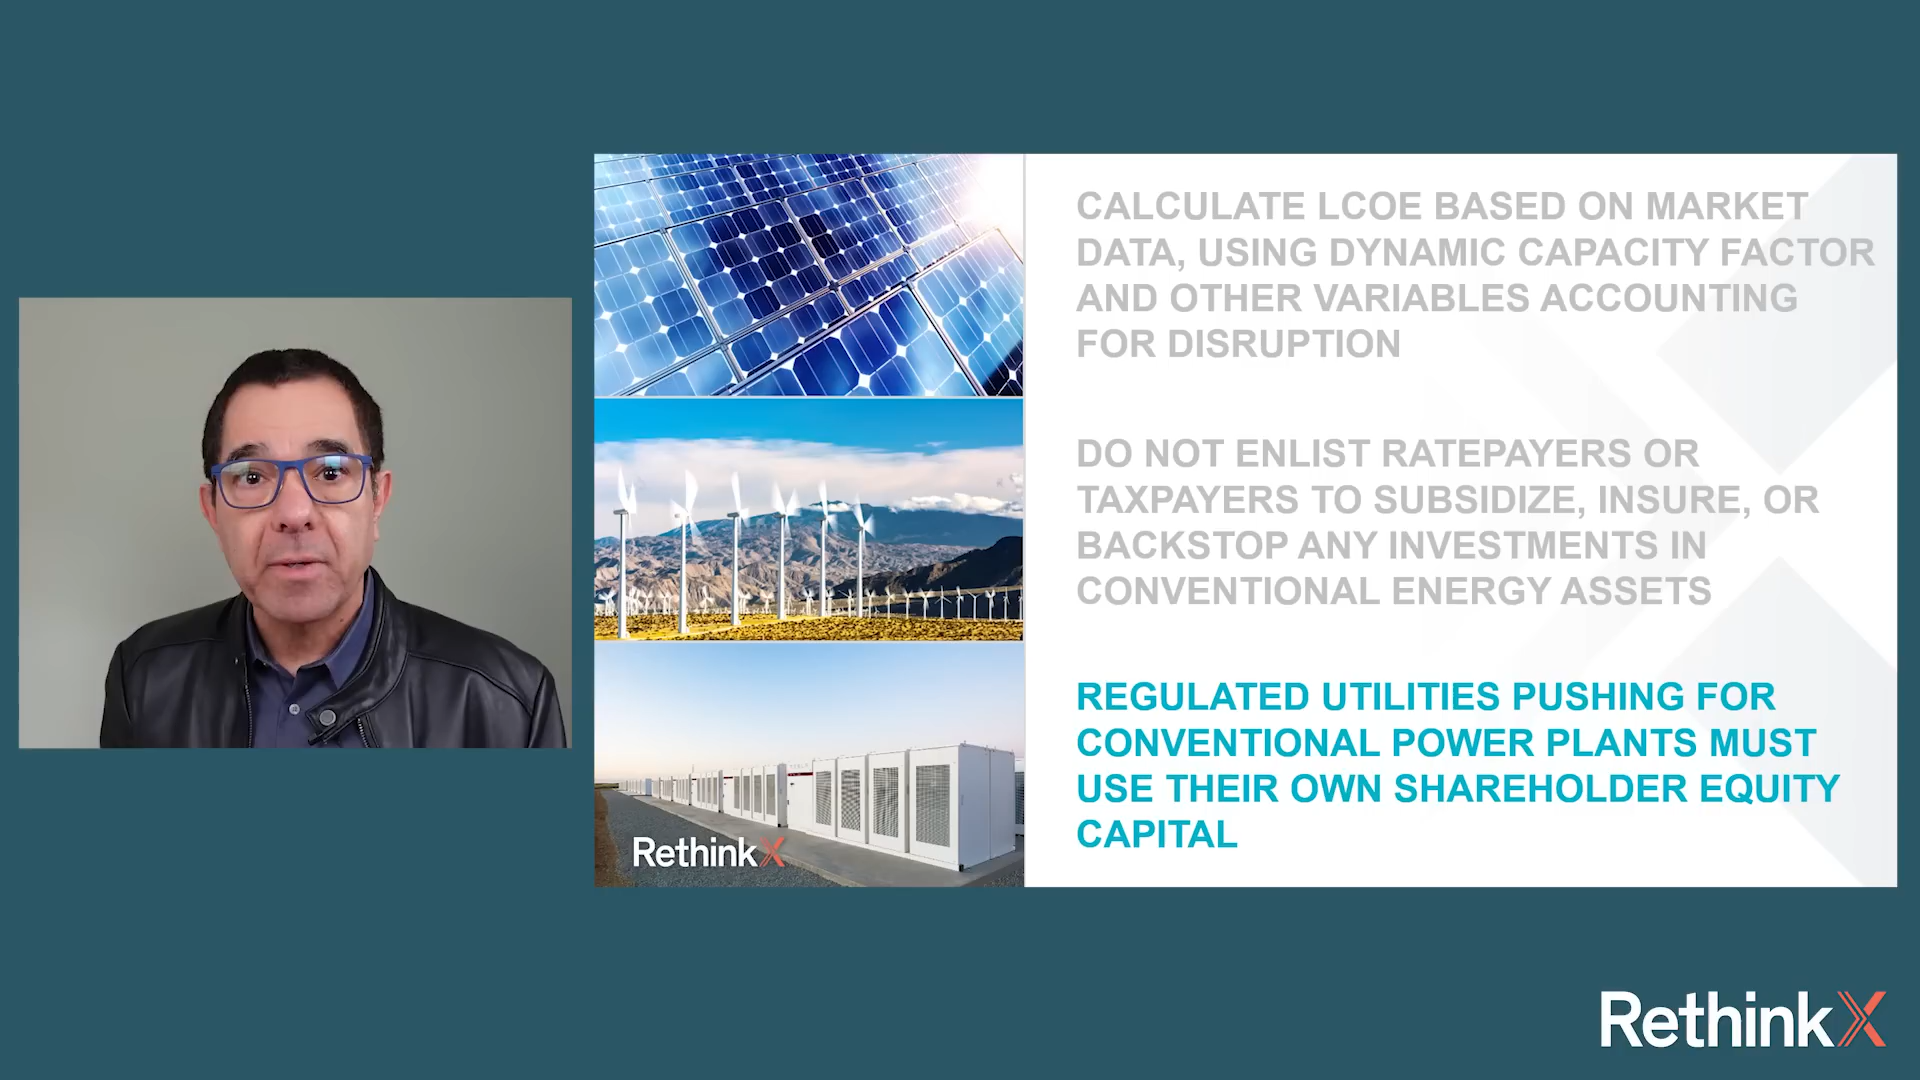 CALCULATE LCOE BASED ON MARKET
DATA, USING DYNAMIC CAPACITY FACTOR
AND OTHER VARIABLES ACCOUNTING
FOR DISRUPTION
DO NOT ENLIST RATEPAYERS OR
TAXPAYERS TO SUBSIDIZE, INSURE, OR
BACKSTOP ANY INVESTMENTS IN
CONVENTIONAL ENERGY ASSETS
REGULATED UTILITIES PUSHING FOR
CONVENTIONAL POWER PLANTS MUST
USE THEIR OWN SHAREHOLDER EQUITY
CAPITAL
RethinkX
RethinkX